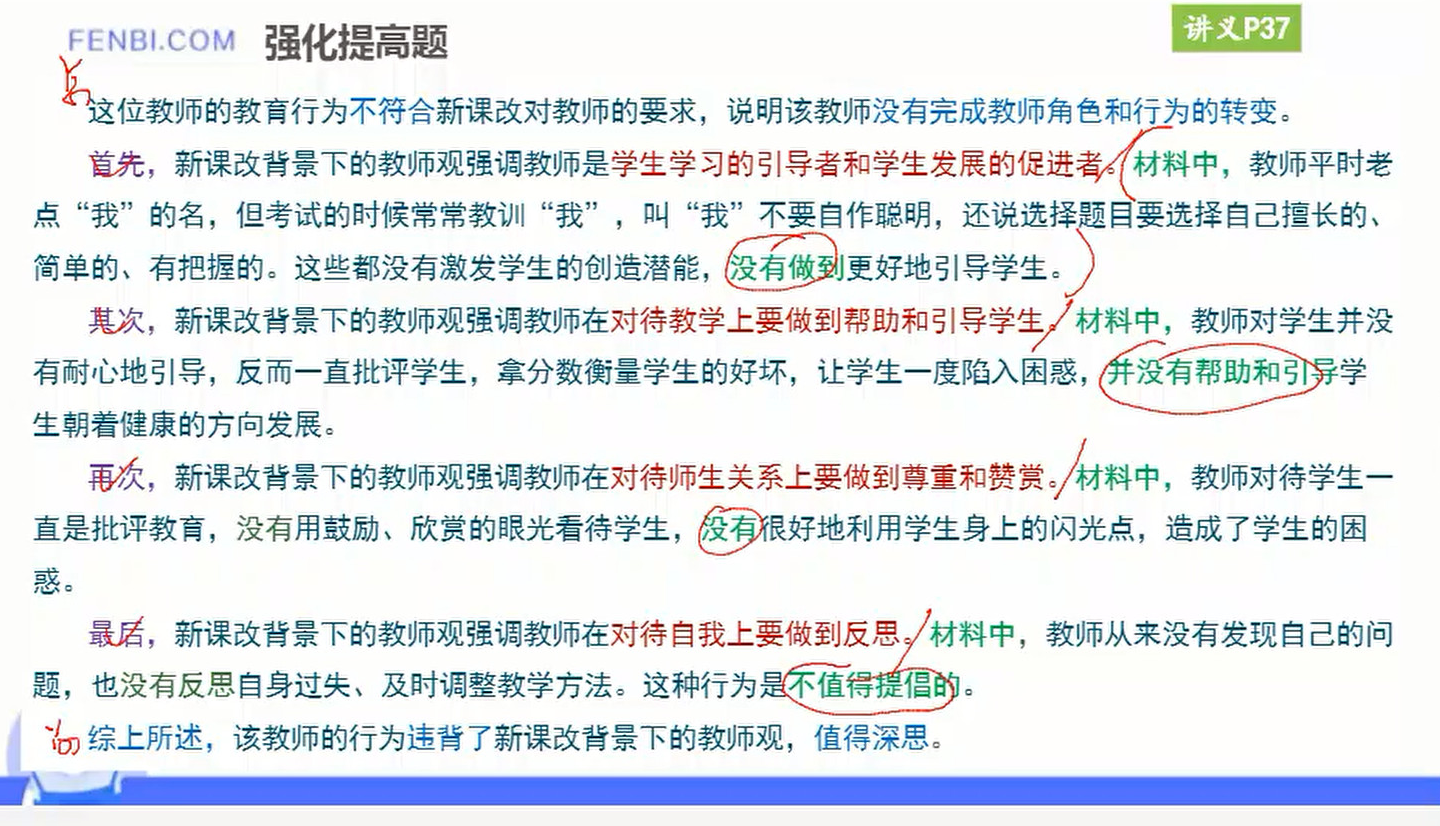 FENBI.COM 强化提高题
讲义P37
这位教师的教育行为不符合新课改对教师的要求，说明该教师没有完成教师角色和行为的转变。
首先，新课改背景下的教师观强调教师是学生学习的引导者和学生发展的促进者。材料中，教师平时老
点“我”的名，但考试的时候常常教训“我”，叫“我”不要自作聪明，还说选择题目要选择自己擅长的、
简单的、有把握的。这些都没有激发学生的创造潜能，没有做到更好地引导学生。
其次，新课改背景下的教师观强调教师在对待教学上要做到帮助和引导学生。材料中，教师对学生并没
有耐心地引导，反而一直批评学生，拿分数衡量学生的好坏，让学生一度陷入困惑，并没有帮助和引导学
生朝着健康的方向发展。
再次，新课改背景下的教师观强调教师在对待师生关系上要做到尊重和赞赏。材料中，教师对待学生一
直是批评教育，没有用鼓励、欣赏的眼光看待学生，没有很好地利用学生身上的闪光点，造成了学生的困
惑。
最后，新课改背景下的教师观强调教师在对待自我上要做到反思。材料中，教师从来没有发现自己的问
题，也没有反思自身过失、及时调整教学方法。这种行为是不值得提倡的。
综上所述，该教师的行为违背了新课改背景下的教师观，值得深思。